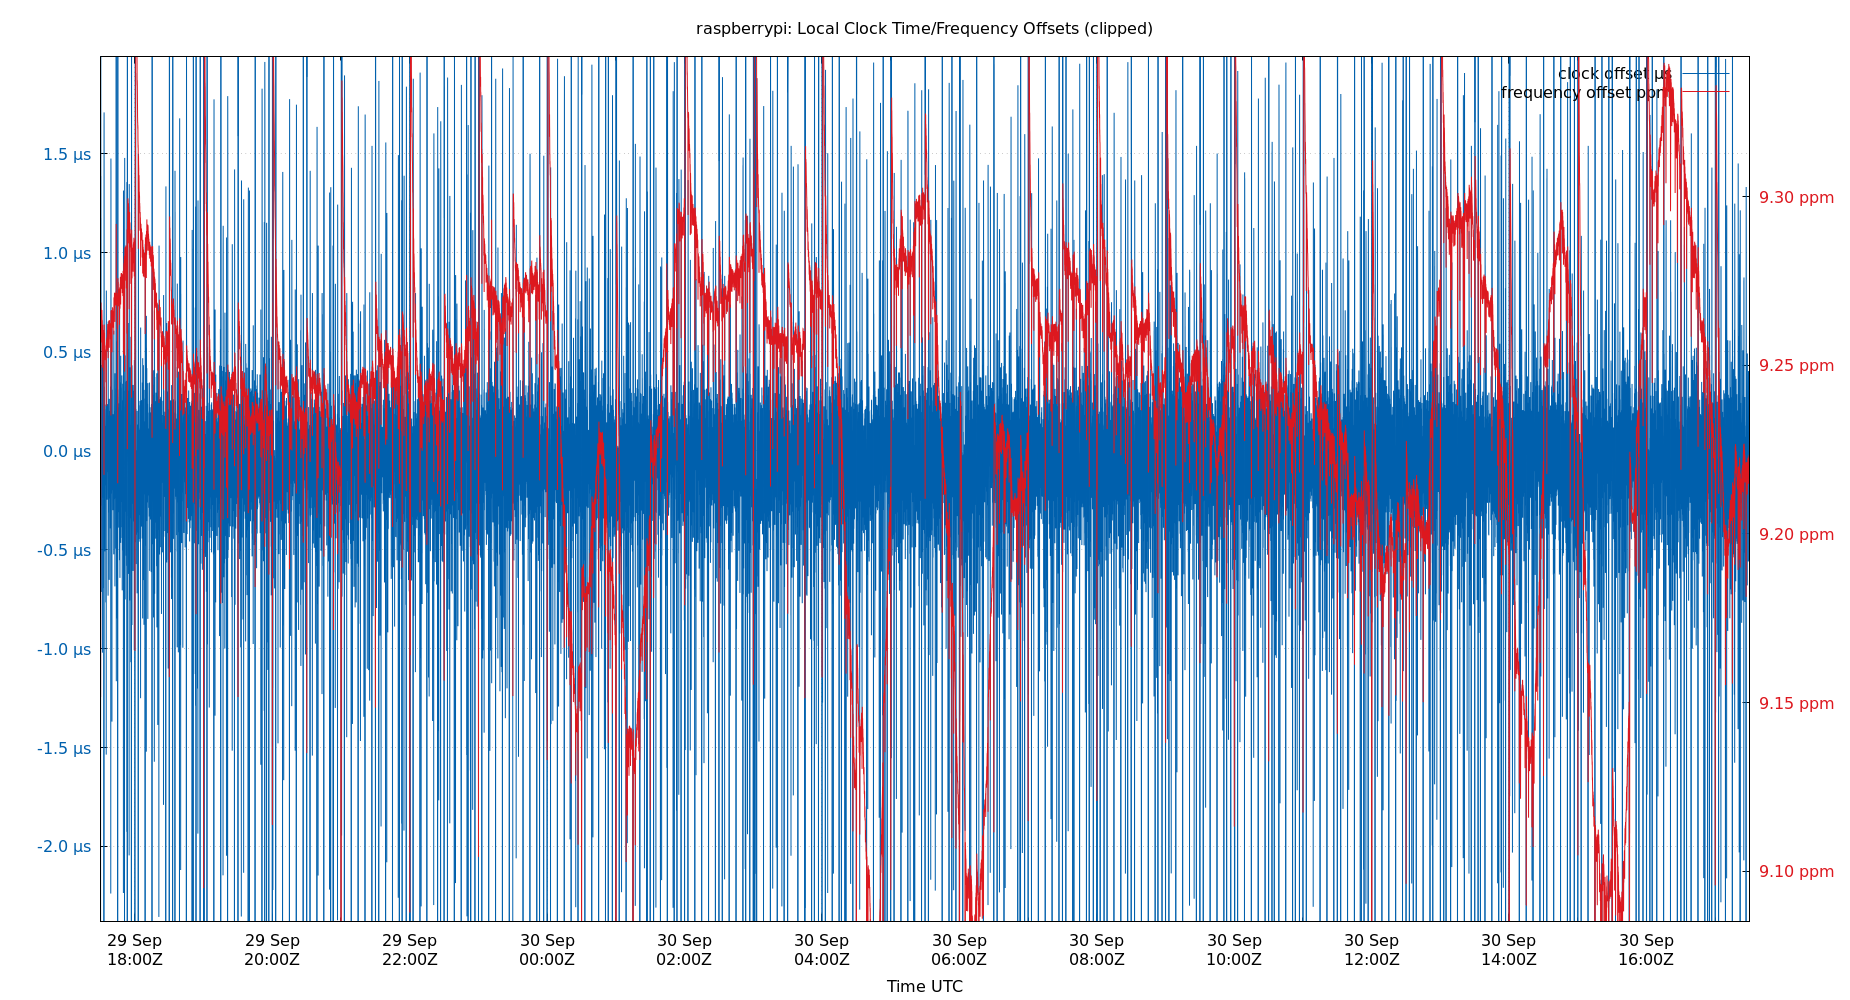 raspberrypi: Local Clock Time/Frequency Offsets (clipped)
clock offset µs
frequency offset ppm
1.5 µs
1.0 µs
0.5 µs
0.0 µs
-0.5 µs
-1.0 µs
-1.5 µs
-2.0 µs
9.30 ppm
9.25 ppm
9.20 ppm
9.15 ppm
9.10 ppm
29 Sep 18:00Z
29 Sep 20:00Z
29 Sep 22:00Z
30 Sep 00:00Z
30 Sep 02:00Z
30 Sep 04:00Z
30 Sep 06:00Z
30 Sep 08:00Z
30 Sep 10:00Z
30 Sep 12:00Z
30 Sep 14:00Z
30 Sep 16:00Z
Time UTC